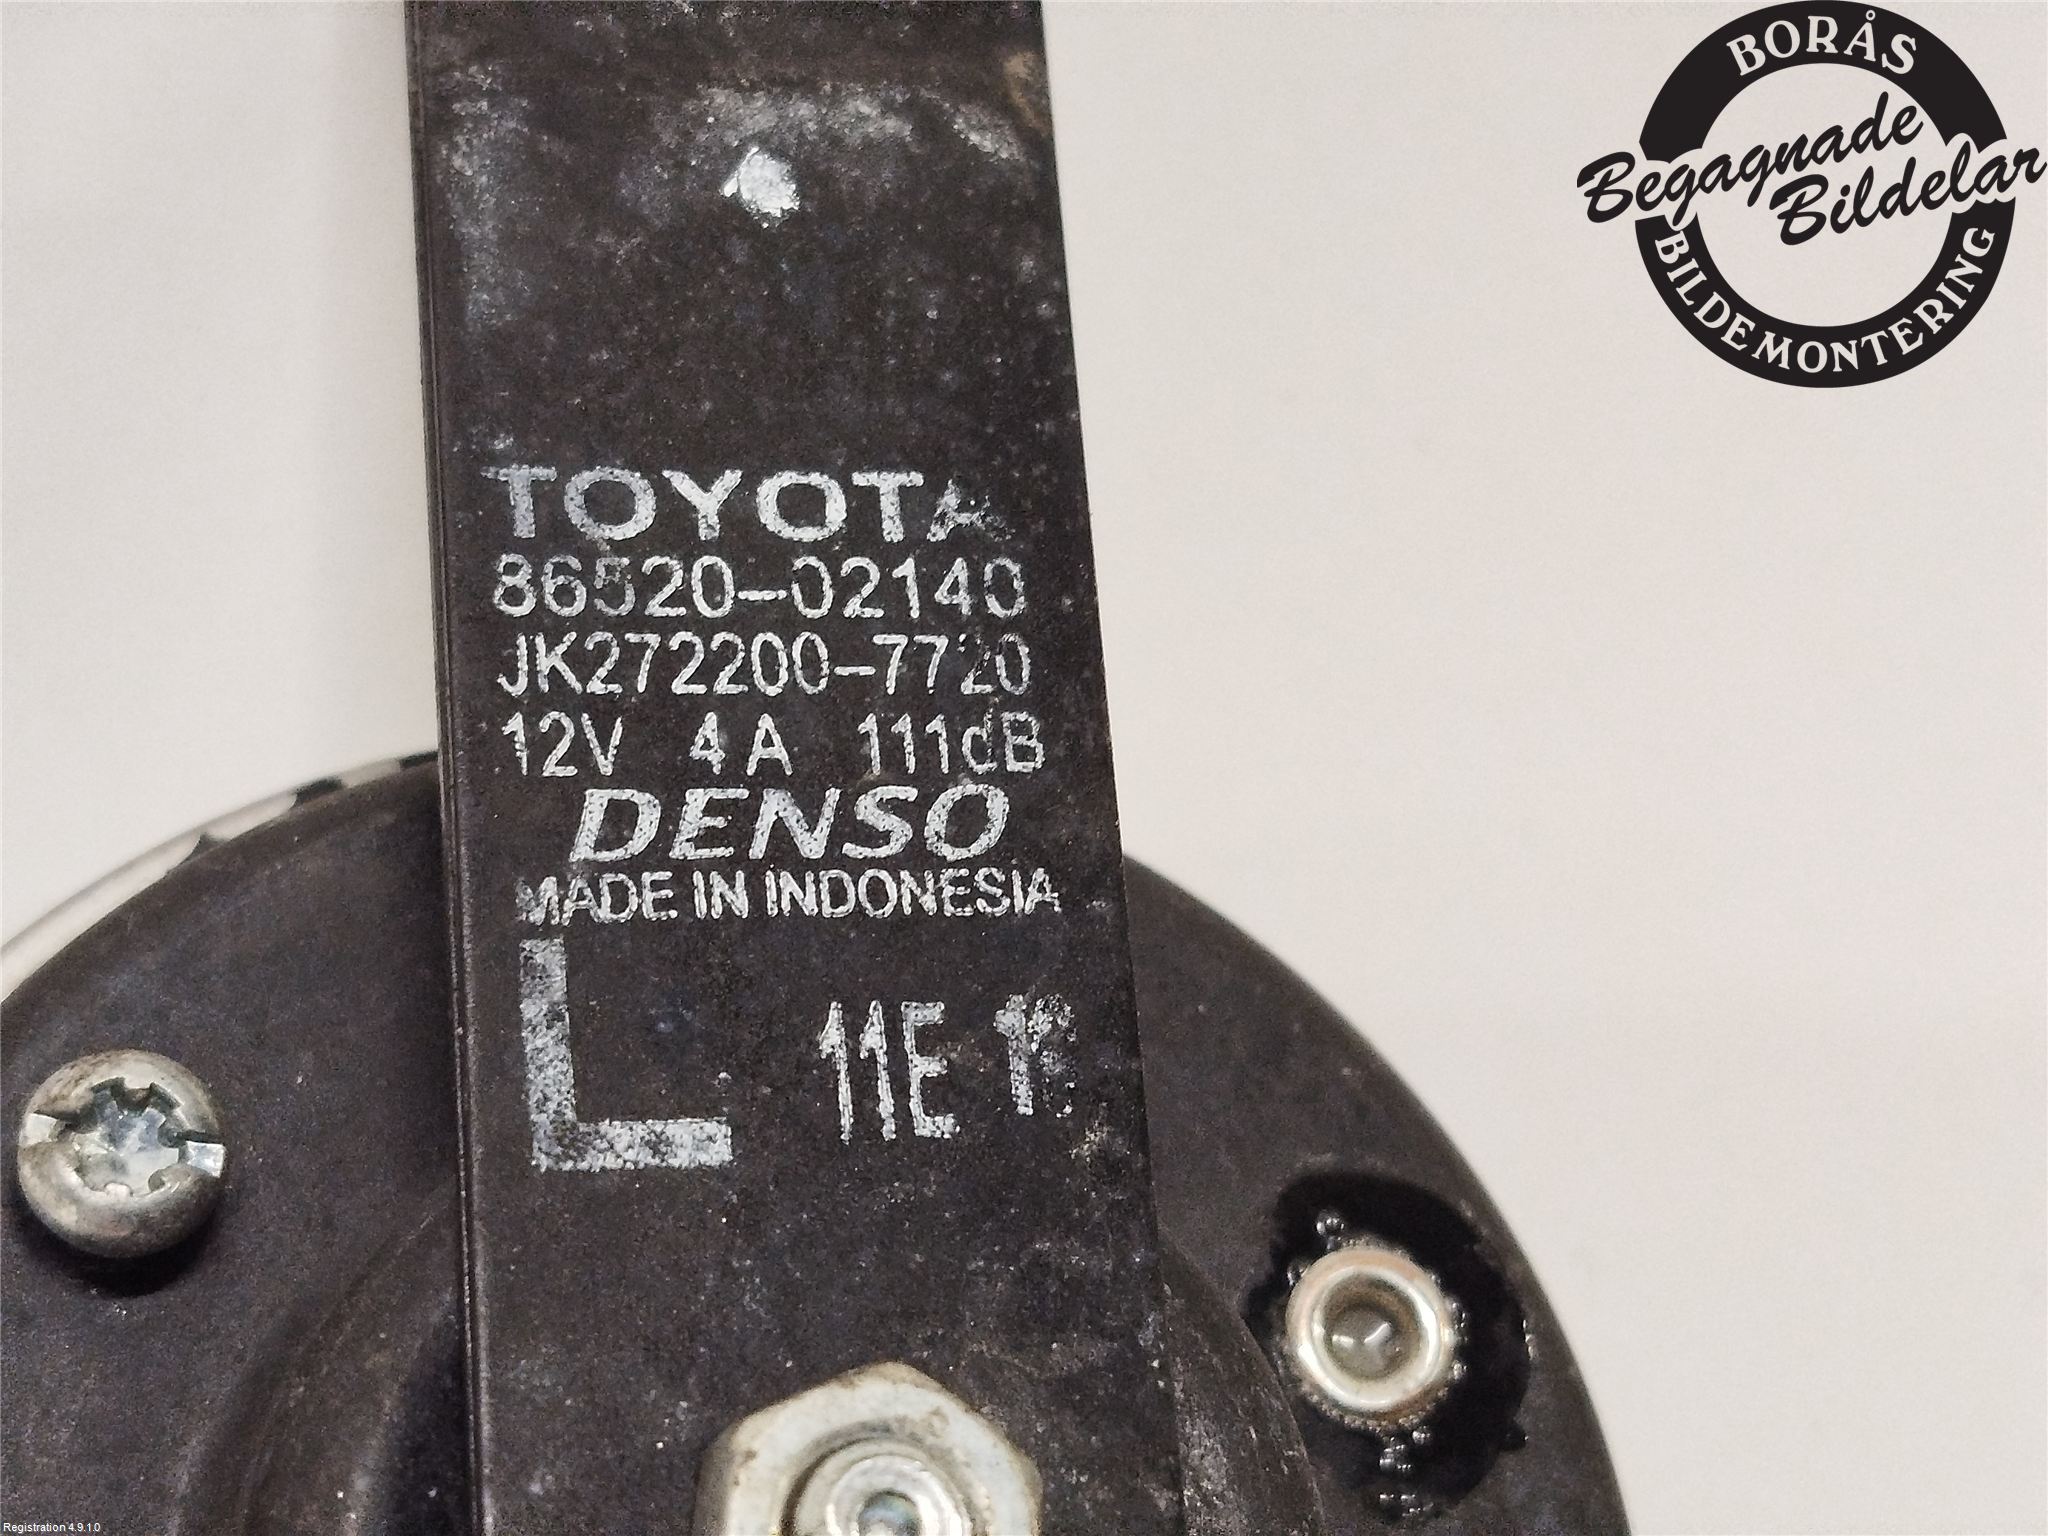 BORÅS
Begagnade
Bildelar
BILDEMONTERING
TOYOTA
86520-02140
JK272200-7720
12V 4A 111dB
DENSO
MADE IN INDONESIA
L 11E
Registration 4.9.1.0